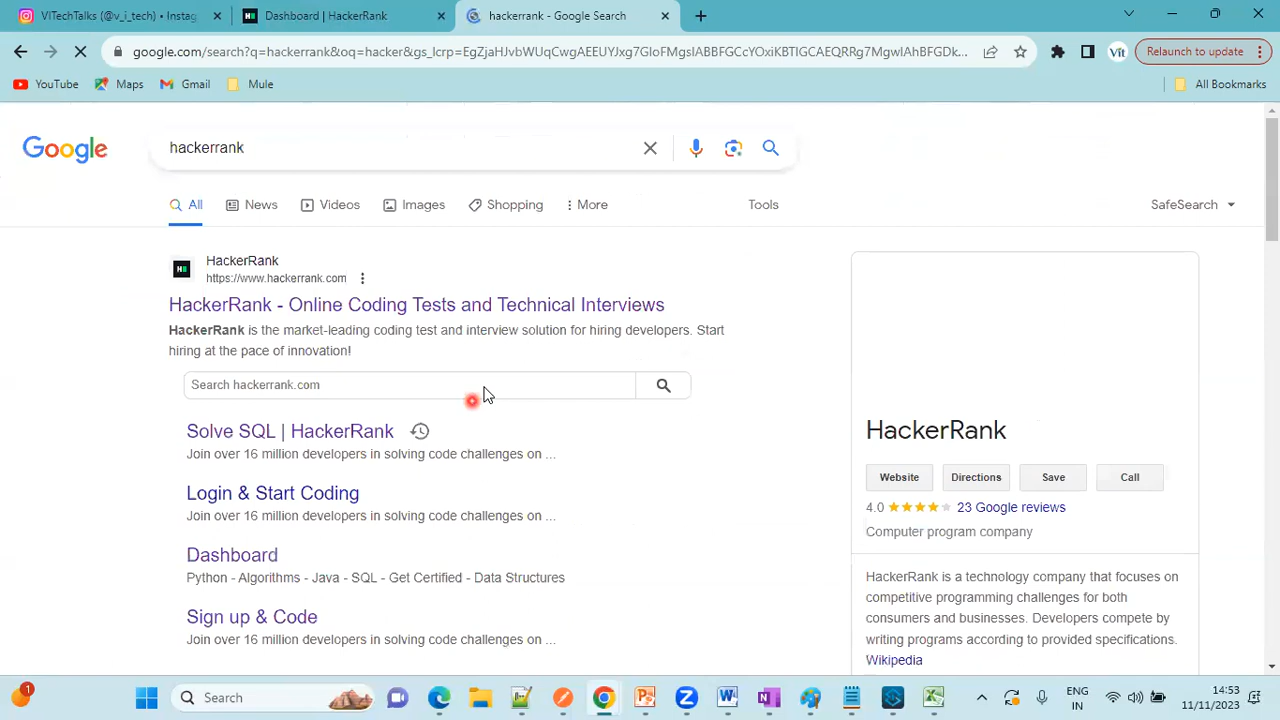 ViTechTalks (@v_i_tech) • Instag
Dashboard | HackerRank
hackerrank - Google Search
google.com/search?q=hackerrank&oq=hacker&gs_lcrp=EgZjaHJvbWUqCwgAEEUYJxg7GIoFMgsIABBFGCcYOxiKBTIGCAEQRRg7MgwIAhBFGDk...
Vit
Relaunch to update
YouTube
Maps
Gmail
Mule
All Bookmarks
Google
hackerrank
All
News
Videos
Images
Shopping
More
Tools
SafeSearch
HackerRank
https://www.hackerrank.com
HackerRank - Online Coding Tests and Technical Interviews
HackerRank is the market-leading coding test and interview solution for hiring developers. Start
hiring at the pace of innovation!
Search hackerrank.com
Solve SQL | HackerRank
Join over 16 million developers in solving code challenges on ...
Login & Start Coding
Join over 16 million developers in solving code challenges on ...
Dashboard
Python - Algorithms - Java - SQL - Get Certified - Data Structures
Sign up & Code
Join over 16 million developers in solving code challenges on ...
HackerRank
Website
Directions
Save
Call
4.0
23 Google reviews
Computer program company
HackerRank is a technology company that focuses on
competitive programming challenges for both
consumers and businesses. Developers compete by
writing programs according to provided specifications.
Wikipedia
1
Search
ENG
IN
14:53
11/11/2023